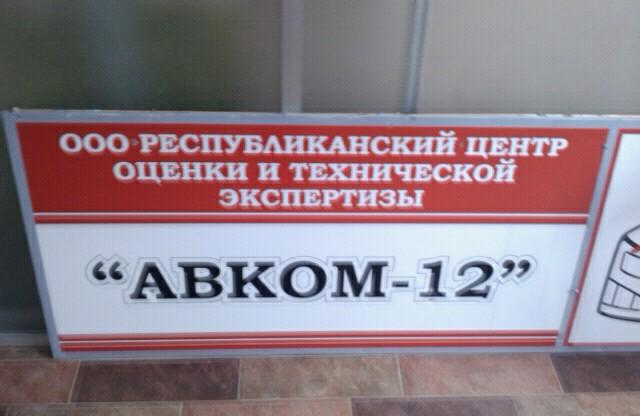 ООО РЕСПУБЛИКАНСКИЙ ЦЕНТР
ОЦЕНКИ И ТЕХНИЧЕСКОЙ
ЭКСПЕРТИЗЫ
“АВКОМ-12”